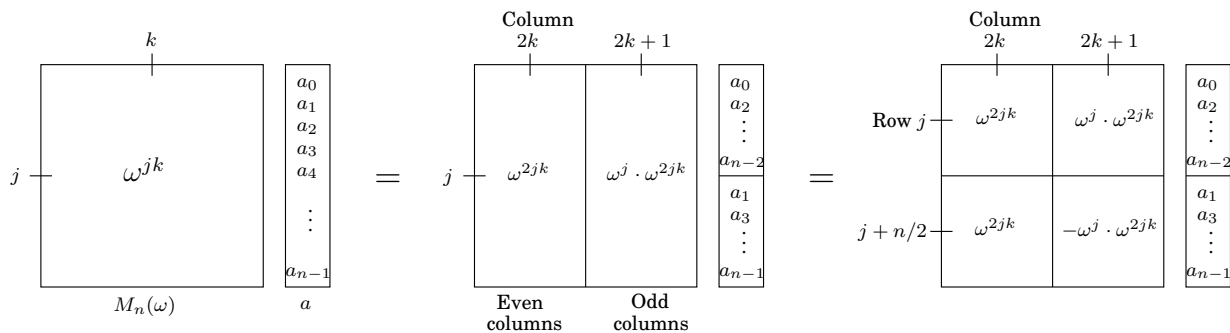 Column Column
k 2k 2k + 1 2k 2k + 1
a_0 a_0 a_0
a_1 a_2 Row j ω^{2jk} ω^j · ω^{2jk} a_2
a_2 ⋮ ⋮
a_3 a_{n−2} a_{n−2}
j ω^{jk} a_4 = j ω^{2jk} ω^j · ω^{2jk} =
a_1 a_1
⋮ a_3 j + n/2 ω^{2jk} −ω^j · ω^{2jk} a_3
⋮ ⋮
a_{n−1} a_{n−1} a_{n−1}
M_n(ω) a Even Odd
columns columns